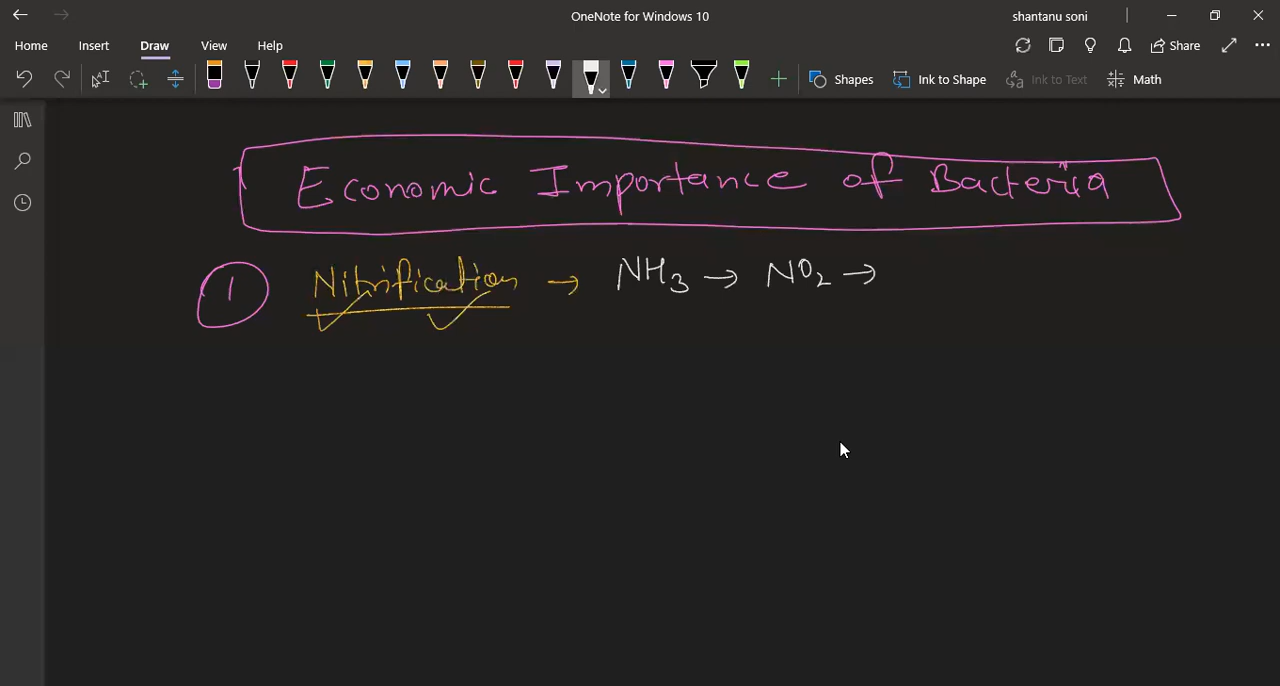 OneNote for Windows 10
shantanu soni
Home Insert Draw View Help
Share
Shapes Ink to Shape Ink to Text Math
Economic Importance of Bacteria
1 Nitrification → NH3 → NO2 →